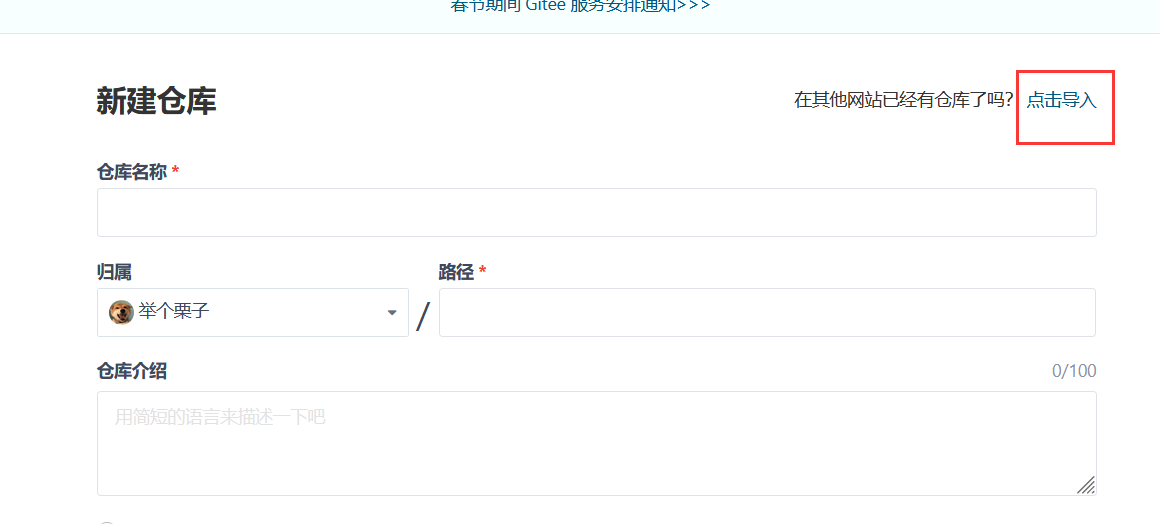 春节期间 Gitee 服务安排通知>>>
新建仓库
在其他网站已经有仓库了吗? 点击导入
仓库名称 *
归属
路径 *
举个栗子
/
仓库介绍
0/100
用简短的语言来描述一下吧